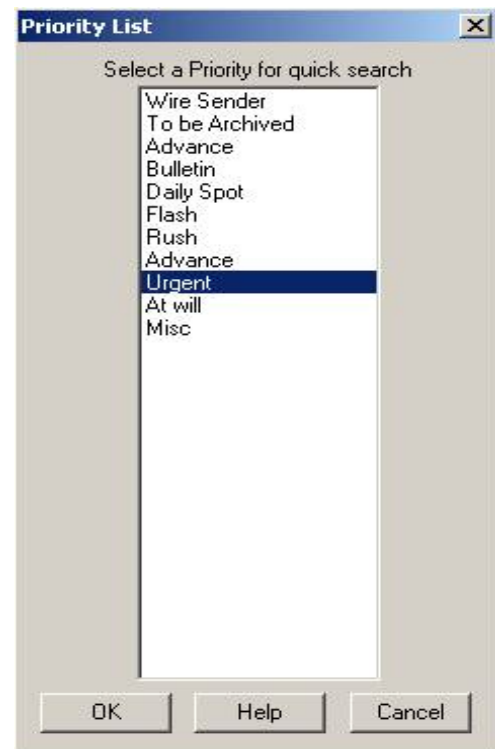 Priority List
Select a Priority for quick search
Wire Sender
To be Archived
Advance
Bulletin
Daily Spot
Flash
Rush
Advance
Urgent
At will
Misc
OK Help Cancel